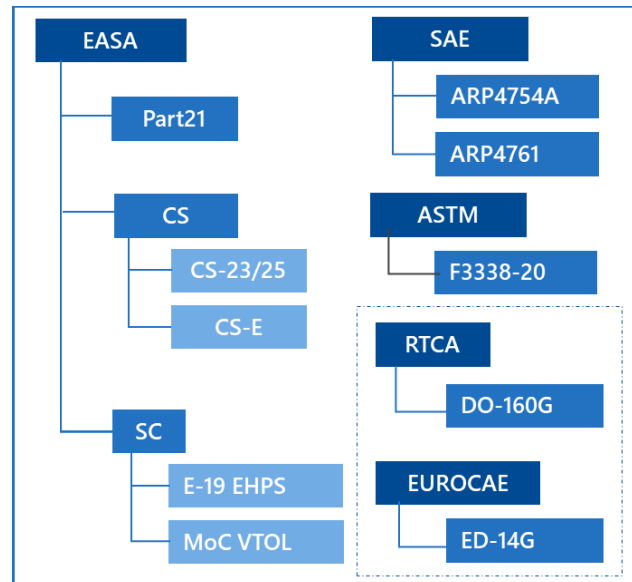 EASA
Part21
CS
CS-23/25
CS-E
SC
E-19 EHPS
MoC VTOL
SAE
ARP4754A
ARP4761
ASTM
F3338-20
RTCA
DO-160G
EUROCAE
ED-14G